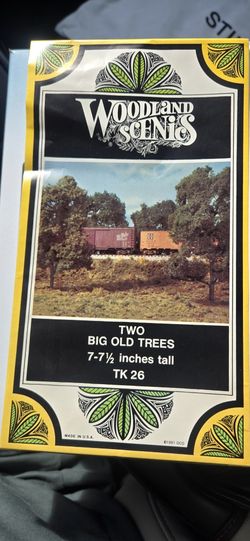 WOODLAND
SCENICS
TWO
BIG OLD TREES
7-7½ inches tall
TK 26
MADE IN U.S.A.